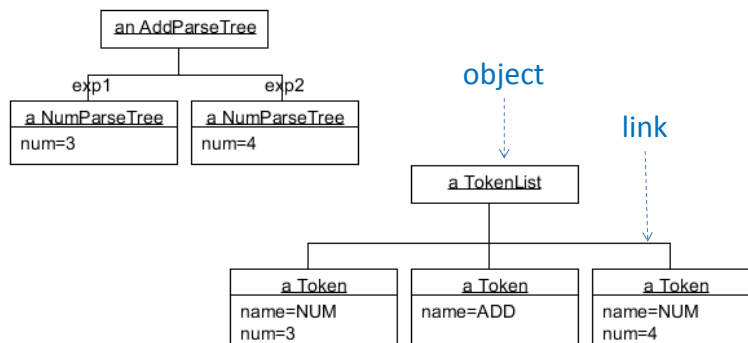 an AddParseTree
exp1 exp2
a NumParseTree a NumParseTree
num=3 num=4
object
link
a TokenList
a Token a Token a Token
name=NUM name=ADD name=NUM
num=3 num=4